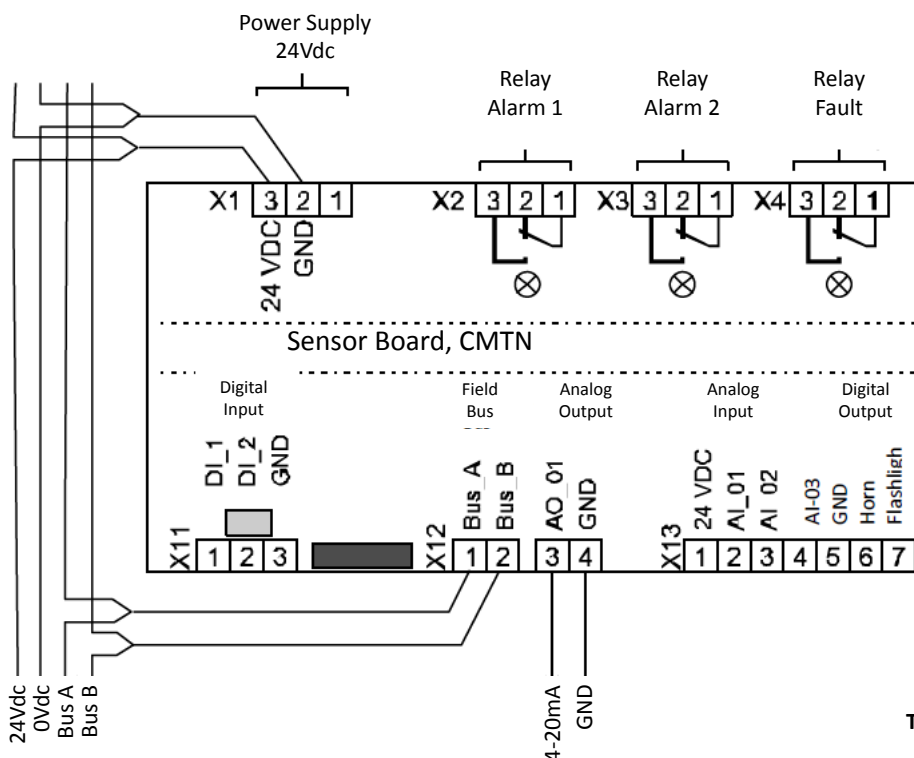 Power Supply
24Vdc
Relay
Alarm 1
Relay
Alarm 2
Relay
Fault
X1 3 2 1
X2 3 2 1
X3 3 2 1
X4 3 2 1
24 VDC
GND
Sensor Board, CMTN
Digital
Input
Field
Bus
Analog
Output
Analog
Input
Digital
Output
DI_1
DI_2
GND
Bus_A
Bus_B
AO_01
GND
24 VDC
AI_01
AI_02
AI-03
GND
Horn
Flashligh
X11 1 2 3
X12 1 2 3 4
X13 1 2 3 4 5 6 7
24Vdc
0Vdc
Bus A
Bus B
4-20mA
GND
T